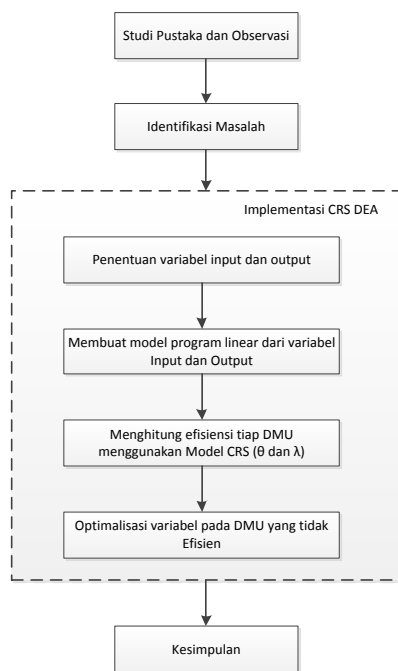 Studi Pustaka dan Observasi
Identifikasi Masalah
Implementasi CRS DEA
Penentuan variabel input dan output
Membuat model program linear dari variabel
Input dan Output
Menghitung efisiensi tiap DMU
menggunakan Model CRS (θ dan λ)
Optimalisasi variabel pada DMU yang tidak
Efisien
Kesimpulan